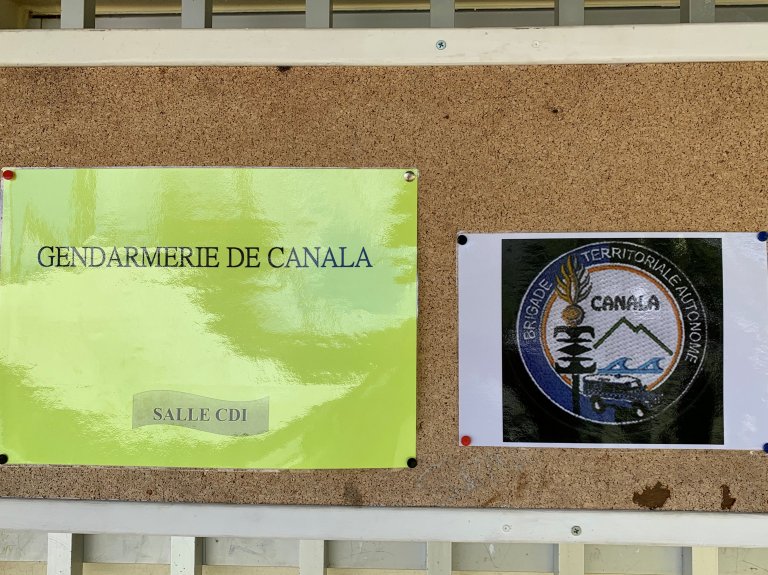 GENDARMERIE DE CANALA
SALLE CDI
BRIGADE TERRITORIALE AUTONOME
CANALA